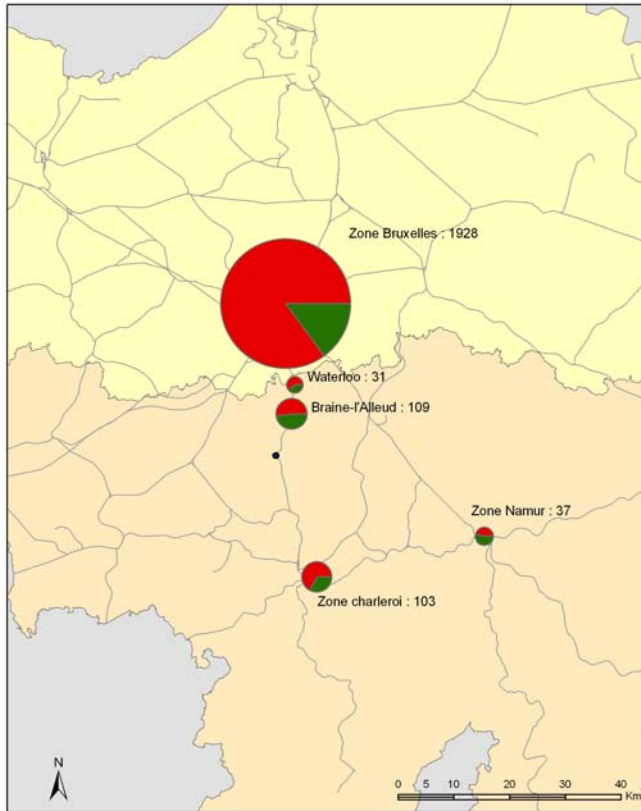 Zone Bruxelles : 1928
Waterloo : 31
Braine-l'Alleud : 109
Zone Namur : 37
Zone charleroi : 103
N
0 5 10 20 30 40
Km